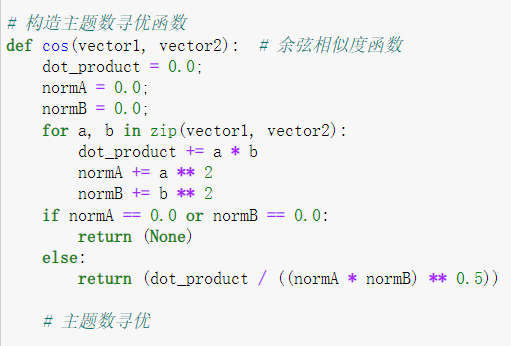 # 构造主题数寻优函数
def cos(vector1, vector2):  # 余弦相似度函数
    dot_product = 0.0;
    normA = 0.0;
    normB = 0.0;
    for a, b in zip(vector1, vector2):
        dot_product += a * b
        normA += a ** 2
        normB += b ** 2
    if normA == 0.0 or normB == 0.0:
        return (None)
    else:
        return (dot_product / ((normA * normB) ** 0.5))
    # 主题数寻优